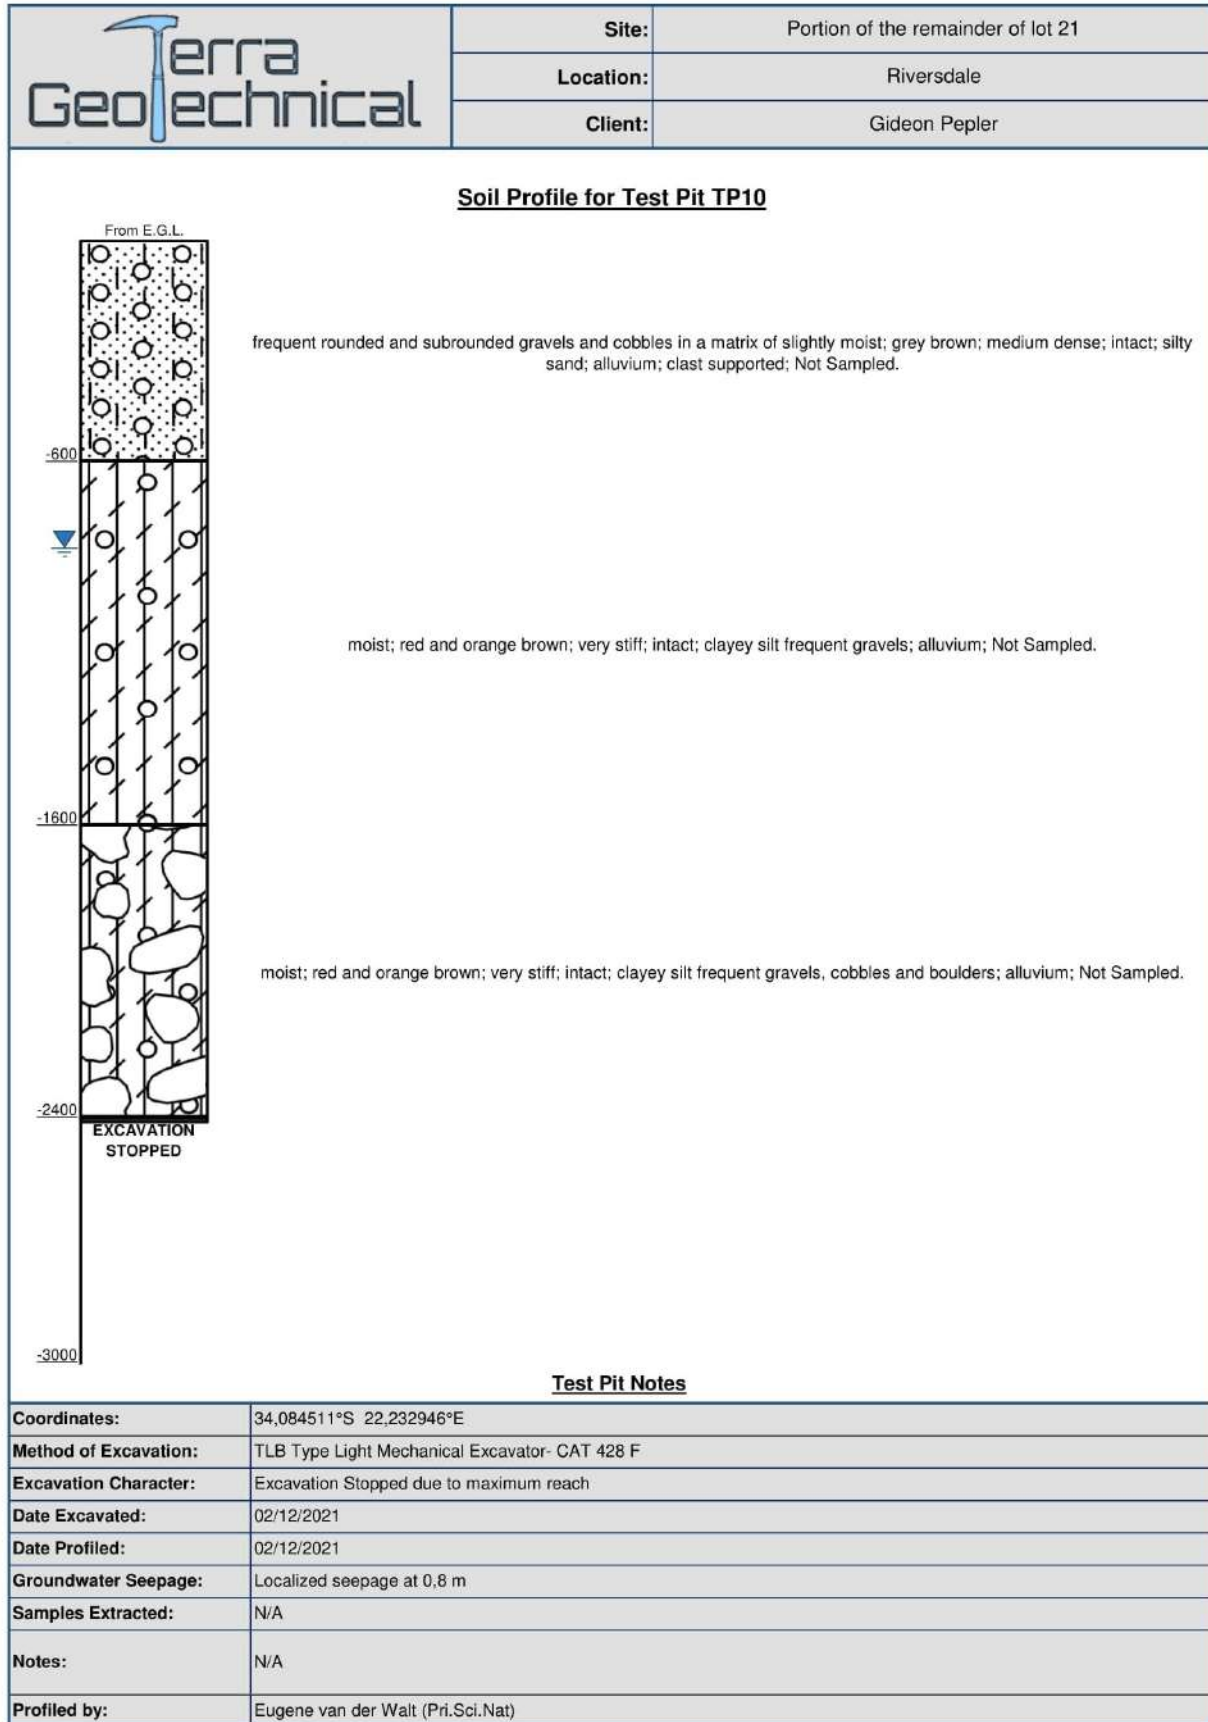 Terra
GeoTechnical
Site: Portion of the remainder of lot 21
Location: Riversdale
Client: Gideon Pepler
Soil Profile for Test Pit TP10
From E.G.L.
frequent rounded and subrounded gravels and cobbles in a matrix of slightly moist; grey brown; medium dense; intact; silty
sand; alluvium; clast supported; Not Sampled.
-600
moist; red and orange brown; very stiff; intact; clayey silt frequent gravels; alluvium; Not Sampled.
-1600
moist; red and orange brown; very stiff; intact; clayey silt frequent gravels, cobbles and boulders; alluvium; Not Sampled.
-2400
EXCAVATION
STOPPED
-3000
Test Pit Notes
Coordinates: 34,084511°S 22,232946°E
Method of Excavation: TLB Type Light Mechanical Excavator- CAT 428 F
Excavation Character: Excavation Stopped due to maximum reach
Date Excavated: 02/12/2021
Date Profiled: 02/12/2021
Groundwater Seepage: Localized seepage at 0,8 m
Samples Extracted: N/A
Notes: N/A
Profiled by: Eugene van der Walt (Pri.Sci.Nat)